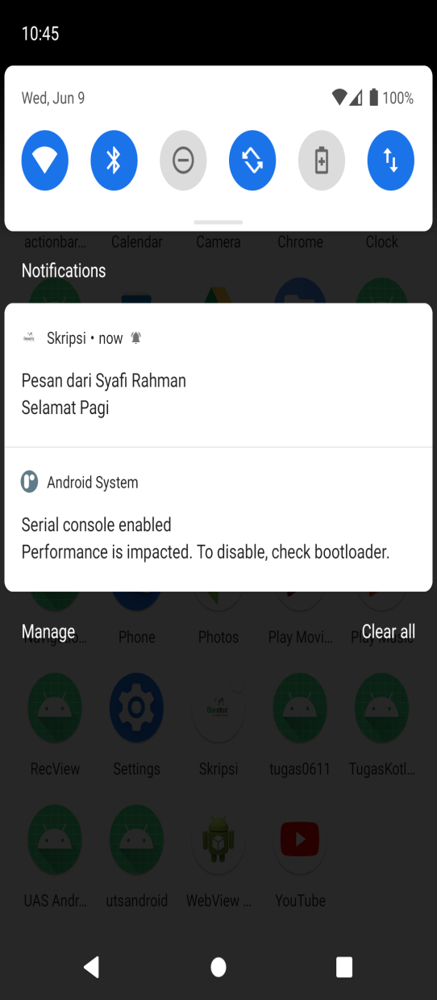 10:45
Wed, Jun 9
100%
actionbar... Calendar Camera Chrome Clock
Notifications
Skripsi • now
Pesan dari Syafi Rahman
Selamat Pagi
Android System
Serial console enabled
Performance is impacted. To disable, check bootloader.
Manage
Clear all
Phone Photos Play Movi... Play Music
RecView Settings Skripsi tugas0611 TugasKotl...
UAS Andr... utsandroid WebView ... YouTube